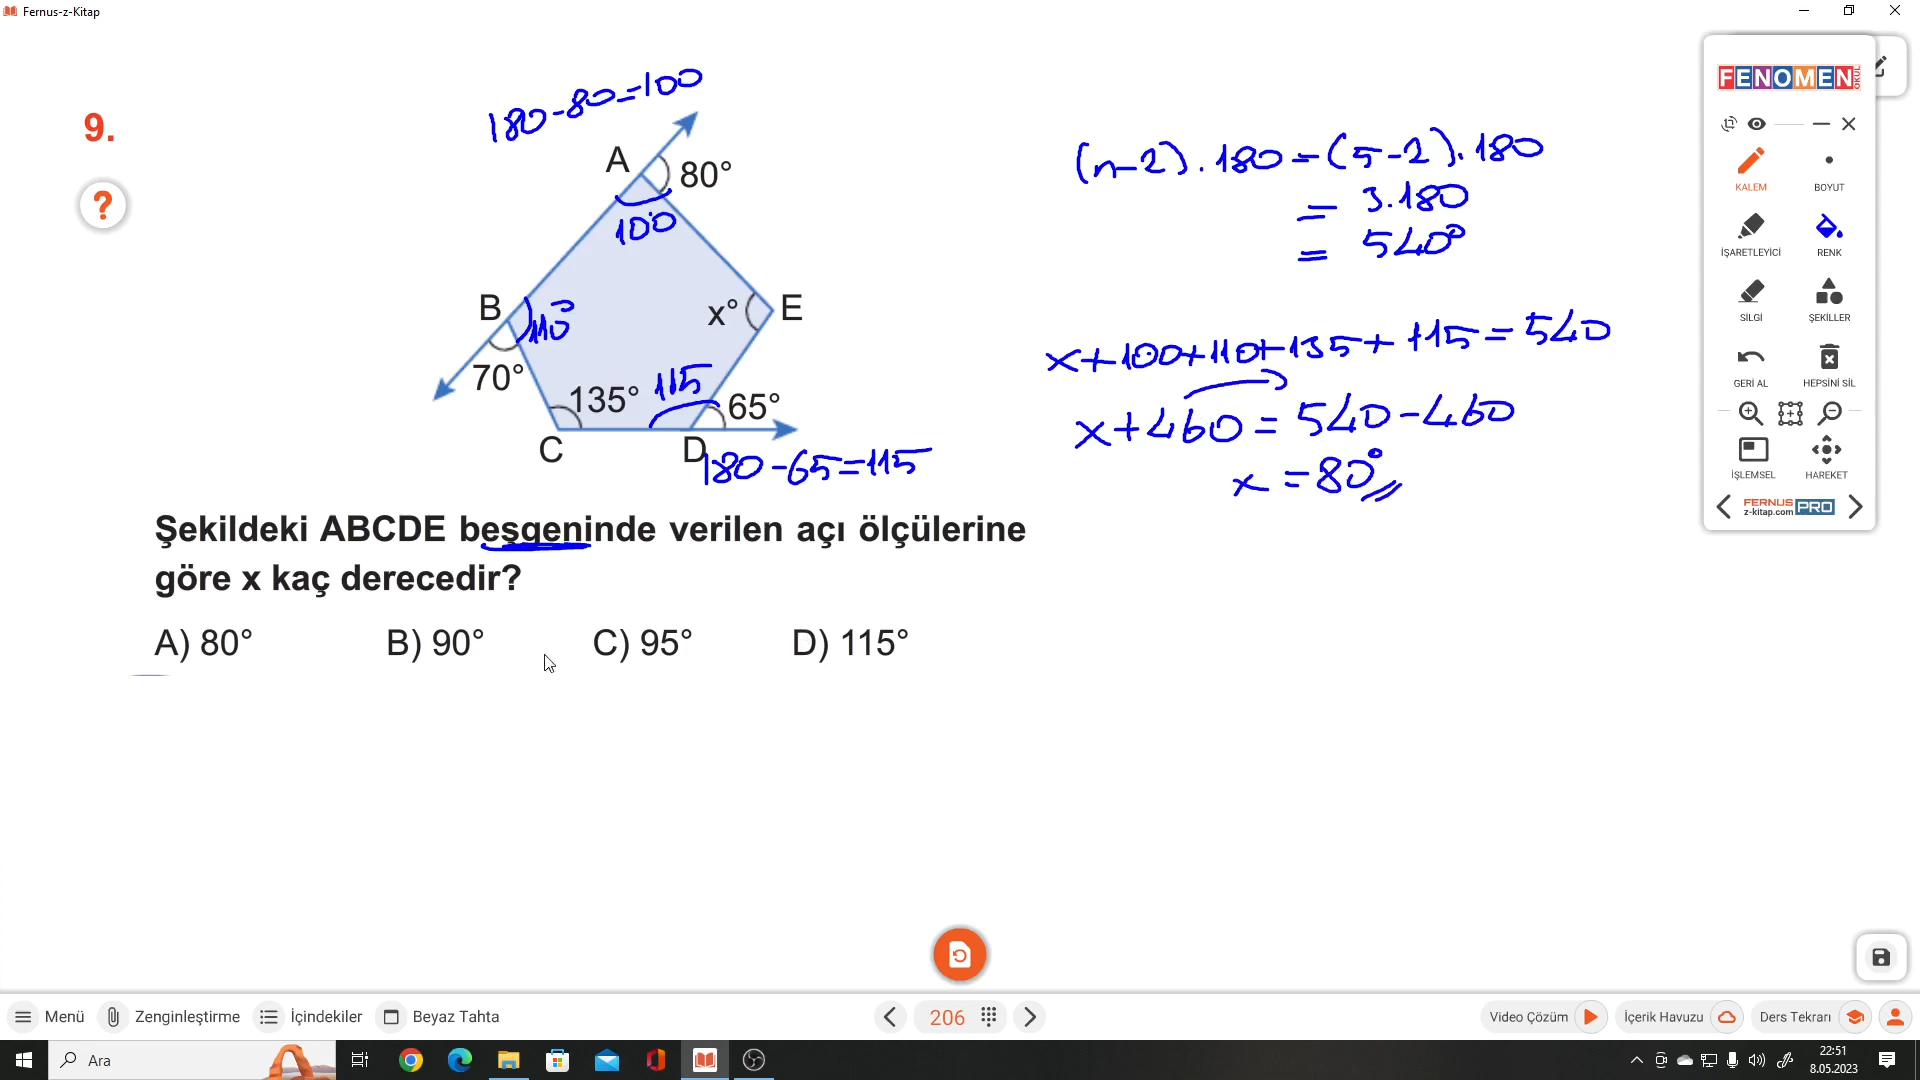 Fernus-z-Kitap
9.
?
180-80=100
A
80°
100
B
110°
x°
E
70°
135°
115
65°
C
D
180-65=115
(n-2).180=(5-2).180
= 3.180
= 540°
x+100+110+135+115=540
x+460=540-460
x=80°
Şekildeki ABCDE beşgeninde verilen açı ölçülerine
göre x kaç derecedir?
A) 80° B) 90° C) 95° D) 115°
FENOMEN OKUL
KALEM BOYUT
İŞARETLEYİCİ RENK
SİLGİ ŞEKİLLER
GERİ AL HEPSİNİ SİL
İŞLEMSEL HAREKET
FERNUS
z-kitap.com PRO
Menü Zenginleştirme İçindekiler Beyaz Tahta 206 Video Çözüm İçerik Havuzu Ders Tekrarı
Ara
22:51
8.05.2023